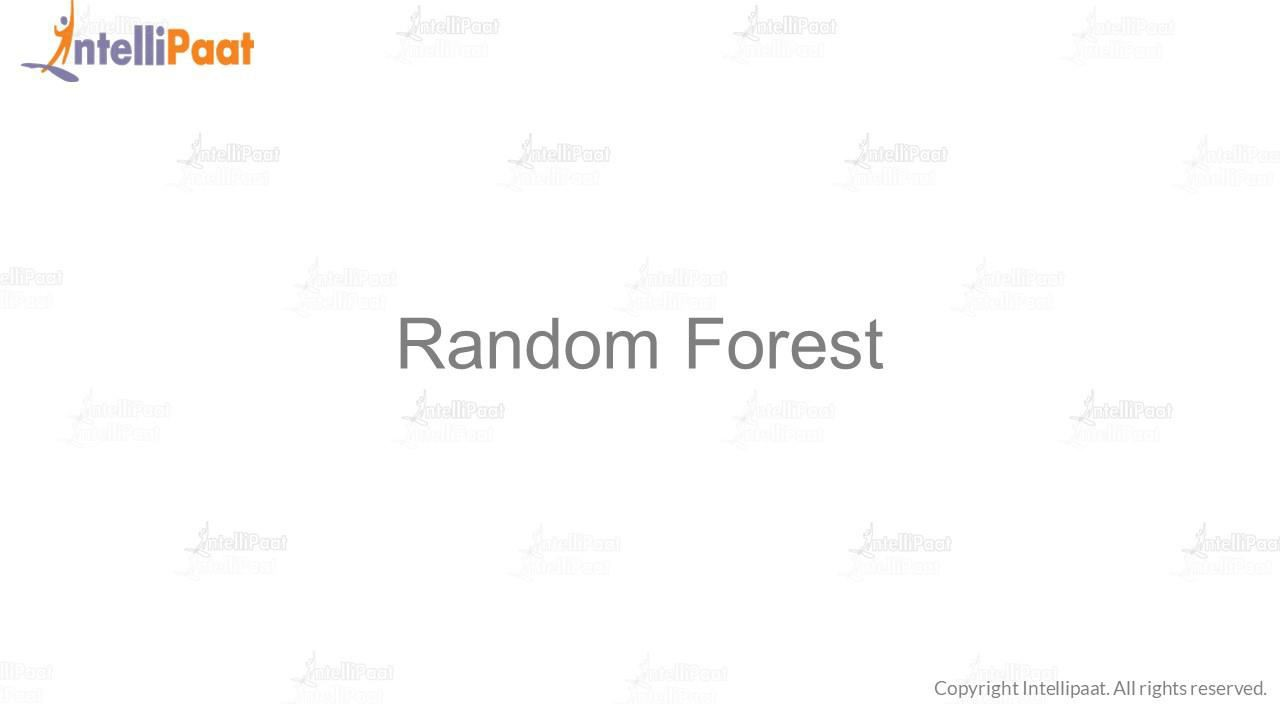 IntelliPaat
Random Forest
Copyright Intellipaat. All rights reserved.